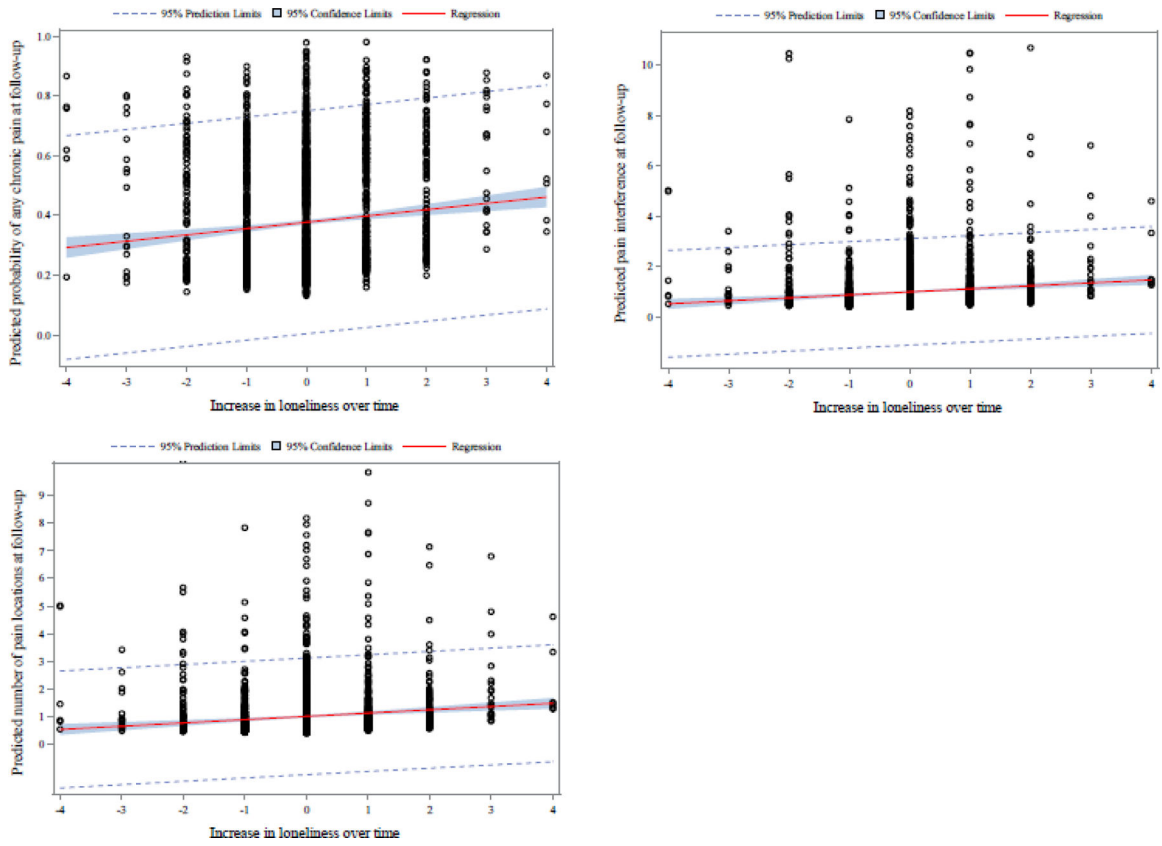 95% Prediction Limits 95% Confidence Limits Regression
Predicted probability of any chronic pain at follow-up
1.0
0.8
0.6
0.4
0.2
0.0
-4 -3 -2 -1 0 1 2 3 4
Increase in loneliness over time
95% Prediction Limits 95% Confidence Limits Regression
Predicted pain interference at follow-up
10
8
6
4
2
0
-4 -3 -2 -1 0 1 2 3 4
Increase in loneliness over time
95% Prediction Limits 95% Confidence Limits Regression
Predicted number of pain locations at follow-up
9
8
7
6
5
4
3
2
1
0
-4 -3 -2 -1 0 1 2 3 4
Increase in loneliness over time